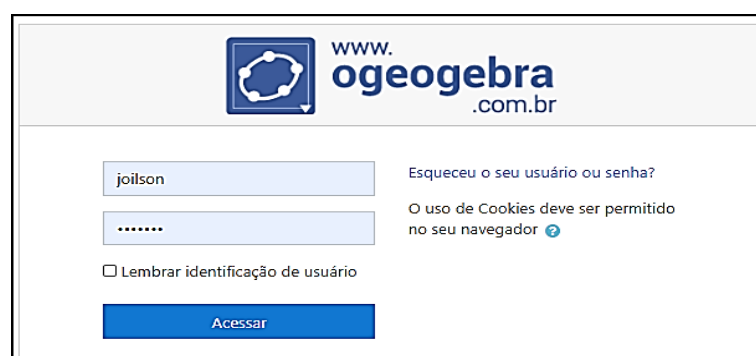 www.
ogeogebra
.com.br
joilson
•••••••
Esqueceu o seu usuário ou senha?
O uso de Cookies deve ser permitido
no seu navegador ?
Lembrar identificação de usuário
Acessar